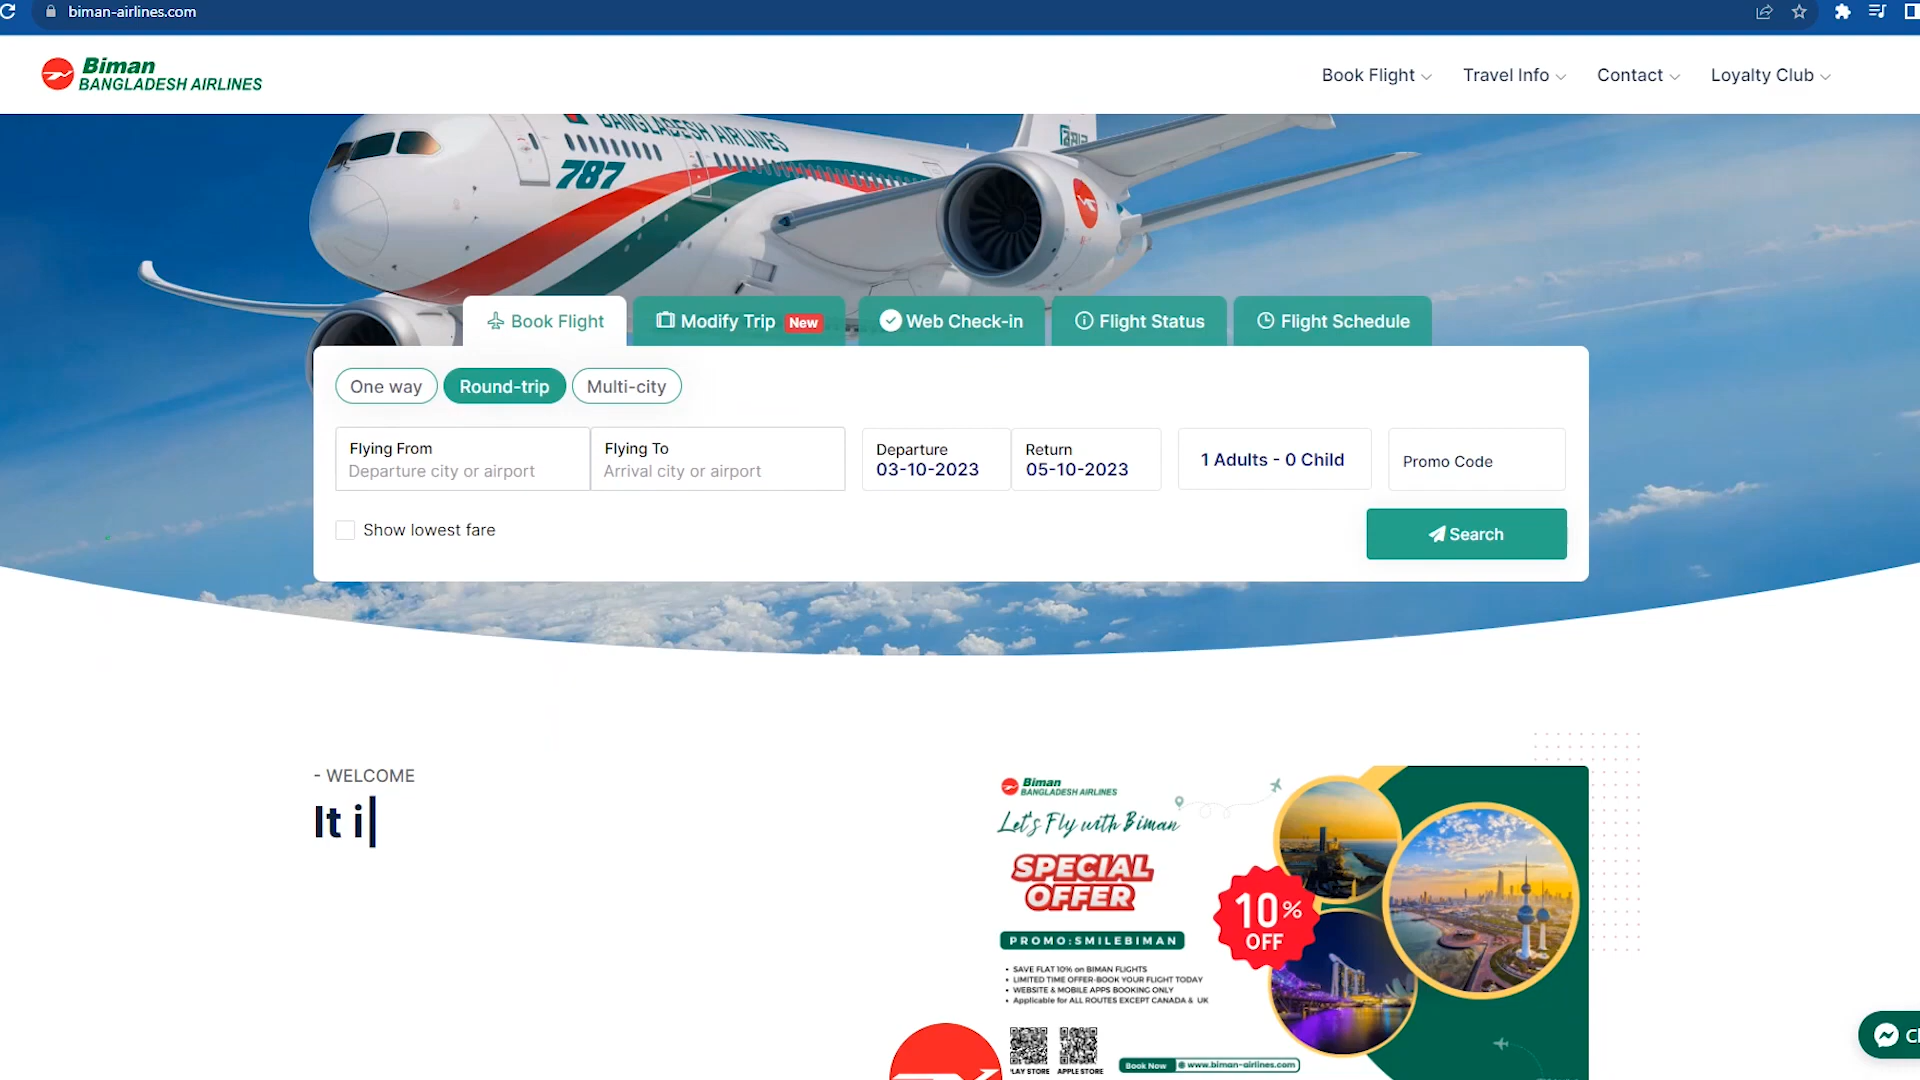 biman-airlines.com
Biman
BANGLADESH AIRLINES
Book Flight
Travel Info
Contact
Loyalty Club
BANGLADESH AIRLINES
787
Book Flight
Modify Trip New
Web Check-in
Flight Status
Flight Schedule
One way
Round-trip
Multi-city
Flying From
Departure city or airport
Flying To
Arrival city or airport
Departure
03-10-2023
Return
05-10-2023
1 Adults - 0 Child
Promo Code
Show lowest fare
Search
- WELCOME
It i
Biman
BANGLADESH AIRLINES
Let's Fly with Biman
SPECIAL
OFFER
10%
OFF
PROMO:SMILEBIMAN
• SAVE FLAT 10% on BIMAN FLIGHTS
• LIMITED TIME OFFER-BOOK YOUR FLIGHT TODAY
• WEBSITE & MOBILE APPS BOOKING ONLY
• Applicable for ALL ROUTES EXCEPT CANADA & UK
APPLE STORE
Book Now
www.biman-airlines.com